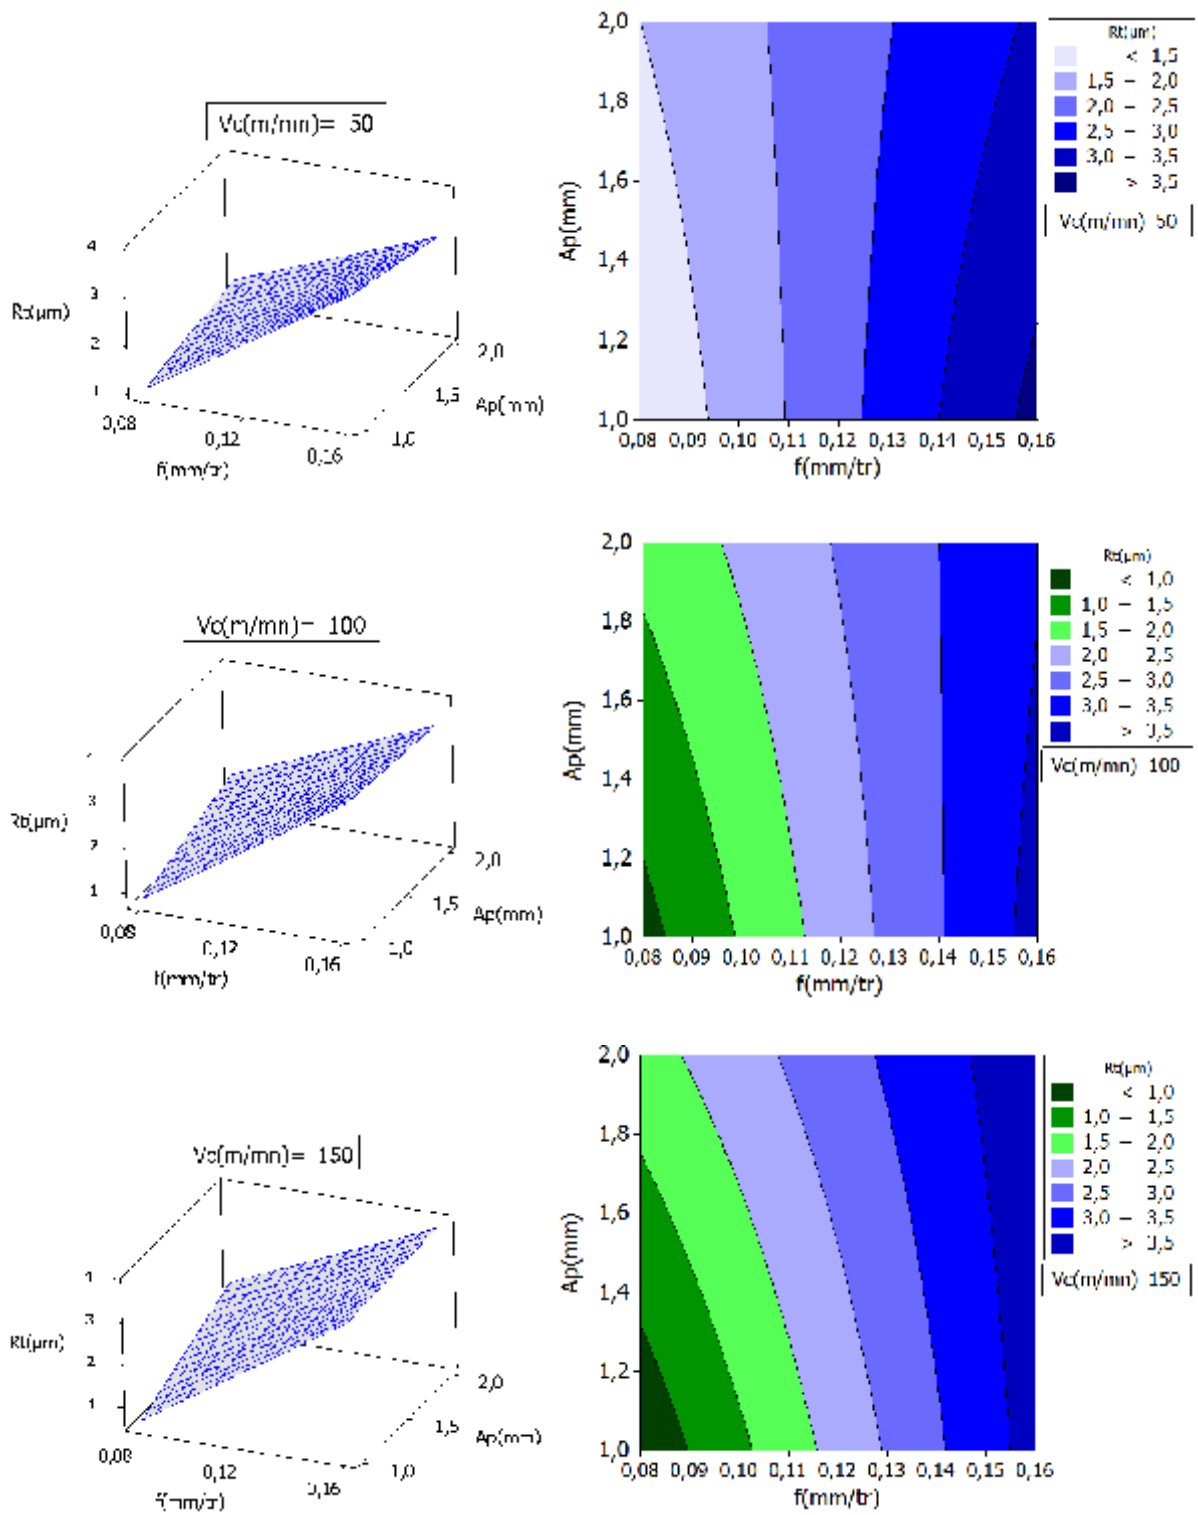 Vc(m/mn)= 50
4
3
Rt(µm)
2
1
0,08
0,12
0,16
f(mm/tr)
2,0
1,5
Ap(mm)
1,0
2,0
1,8
1,6
1,4
1,2
1,0
Ap(mm)
0,08 0,09 0,10 0,11 0,12 0,13 0,14 0,15 0,16
f(mm/tr)
Rt(µm)
< 1,5
1,5 – 2,0
2,0 – 2,5
2,5 – 3,0
3,0 – 3,5
> 3,5
Vc(m/mn) 50
Vc(m/mn)= 100
3
Rt(µm)
2
1
0,08
0,12
0,16
f(mm/tr)
2,0
1,5
Ap(mm)
1,0
2,0
1,8
1,6
1,4
1,2
1,0
Ap(mm)
0,08 0,09 0,10 0,11 0,12 0,13 0,14 0,15 0,16
f(mm/tr)
Rt(µm)
< 1,0
1,0 – 1,5
1,5 – 2,0
2,0 2,5
2,5 – 3,0
3,0 – 3,5
> 3,5
Vc(m/mn) 100
Vc(m/mn)= 150
4
3
Rt(µm)
2
1
0,08
0,12
0,16
f(mm/tr)
2,0
1,5
Ap(mm)
1,0
2,0
1,8
1,6
1,4
1,2
1,0
Ap(mm)
0,08 0,09 0,10 0,11 0,12 0,13 0,14 0,15 0,16
f(mm/tr)
Rt(µm)
< 1,0
1,0 – 1,5
1,5 – 2,0
2,0 2,5
2,5 3,0
3,0 – 3,5
> 3,5
Vc(m/mn) 150